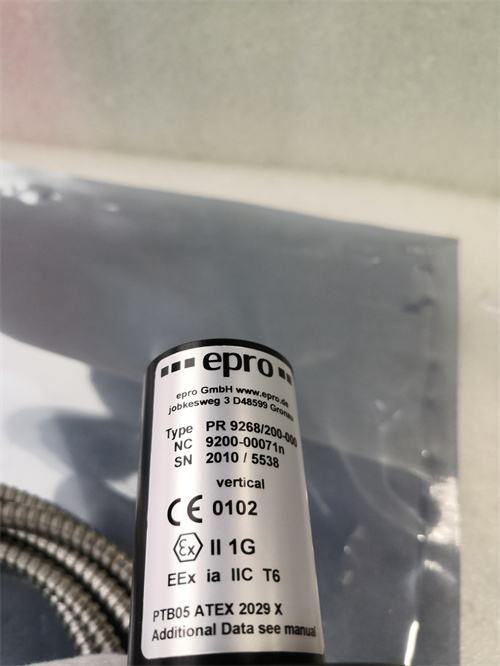 epro
epro GmbH www.epro.de
jobkesweg 3 D48599 Gronau
Type PR 9268/200-000
NC 9200-00071n
SN 2010 / 5538
vertical
CE 0102
Ex II 1G
EEx ia IIC T6
PTB05 ATEX 2029 X
Additional Data see manual